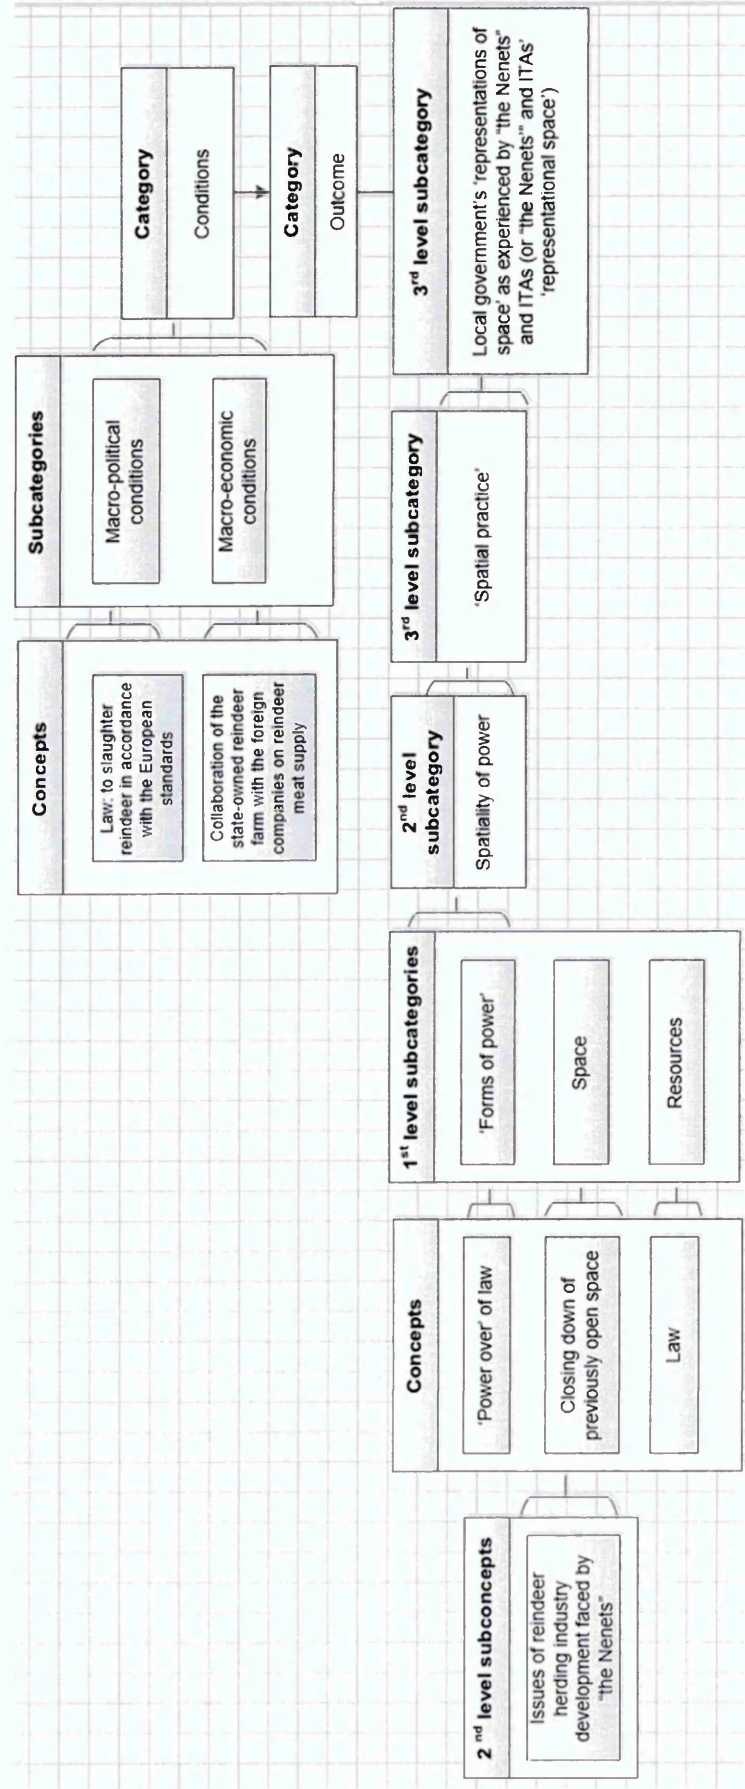 Concepts
Law: to slaughter
reindeer in accordance
with the European
standards
Collaboration of the
state-owned reindeer
farm with the foreign
companies on reindeer
meat supply
Subcategories
Macro-political
conditions
Macro-economic
conditions
Category
Conditions
Category
Outcome
2nd level subconcepts
Issues of reindeer
herding industry
development faced by
"the Nenets"
Concepts
'Power over' of law
Closing down of
previously open space
Law
1st level subcategories
'Forms of power'
Space
Resources
2nd level
subcategory
Spatiality of power
3rd level subcategory
'Spatial practice'
3rd level subcategory
Local government's 'representations of
space' as experienced by "the Nenets"
and ITAs (or "the Nenets'" and ITAs'
'representational space')